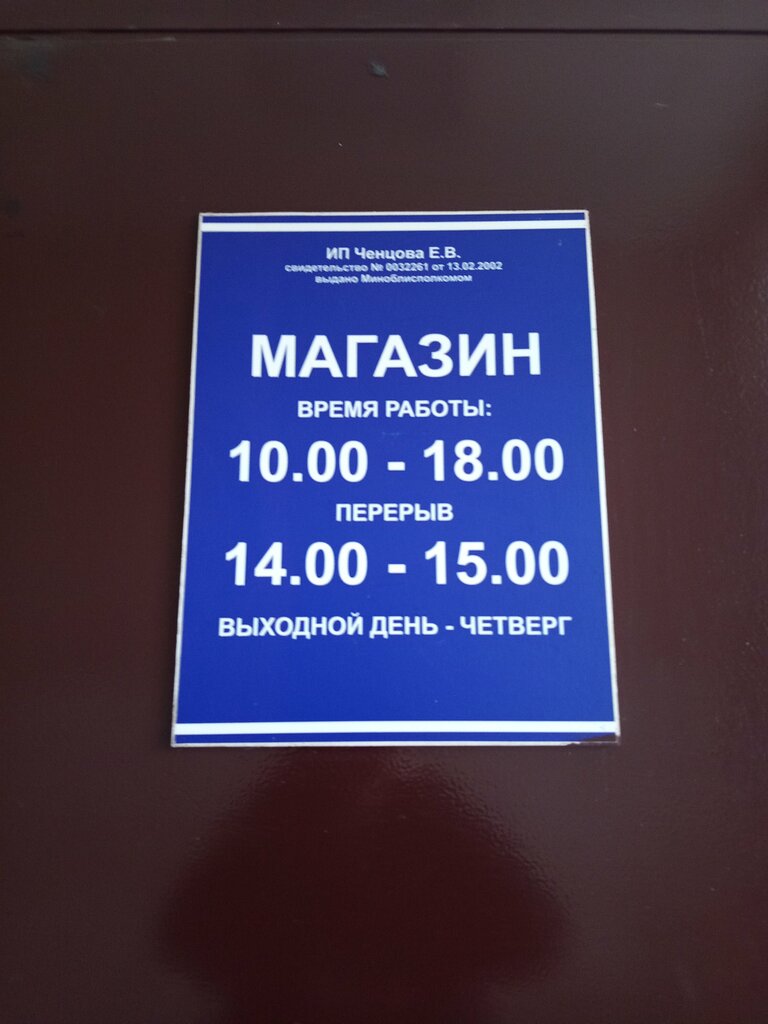 ИП Ченцова Е.В.
свидетельство № 0032261 от 13.02.2002
выдано Миноблисполкомом
МАГАЗИН
ВРЕМЯ РАБОТЫ:
10.00 - 18.00
ПЕРЕРЫВ
14.00 - 15.00
ВЫХОДНОЙ ДЕНЬ - ЧЕТВЕРГ